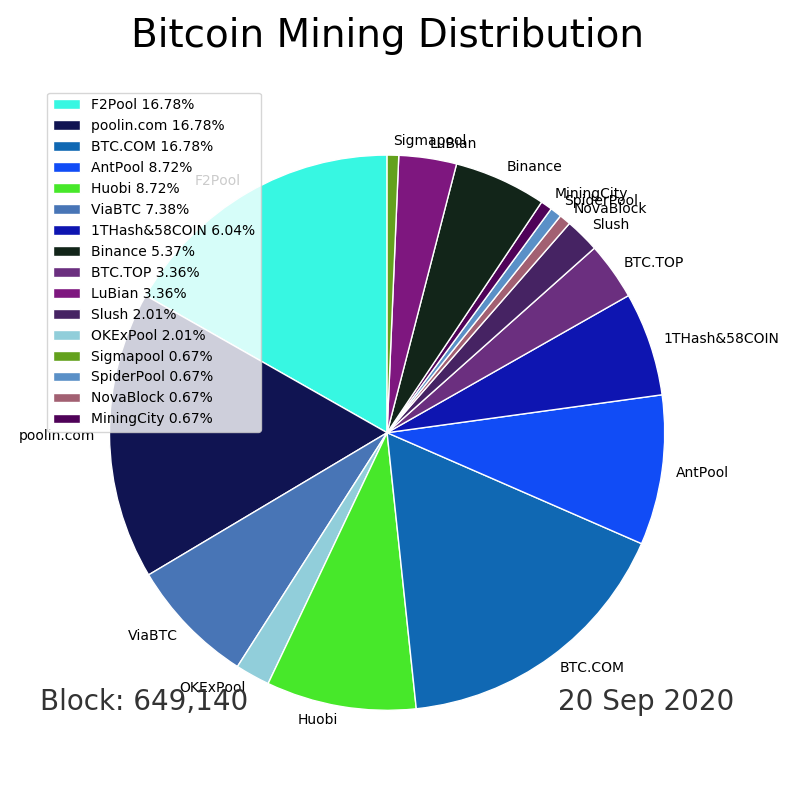 Bitcoin Mining Distribution
F2Pool 16.78%
poolin.com 16.78%
BTC.COM 16.78%
AntPool 8.72%
Huobi 8.72%
ViaBTC 7.38%
1THash&58COIN 6.04%
Binance 5.37%
BTC.TOP 3.36%
LuBian 3.36%
Slush 2.01%
OKExPool 2.01%
Sigmapool 0.67%
SpiderPool 0.67%
NovaBlock 0.67%
MiningCity 0.67%
Sigmapool
LuBian
Binance
MiningCity
SpiderPool
NovaBlock
Slush
BTC.TOP
1THash&58COIN
AntPool
BTC.COM
Huobi
OKExPool
ViaBTC
poolin.com
F2Pool
Block: 649,140
20 Sep 2020